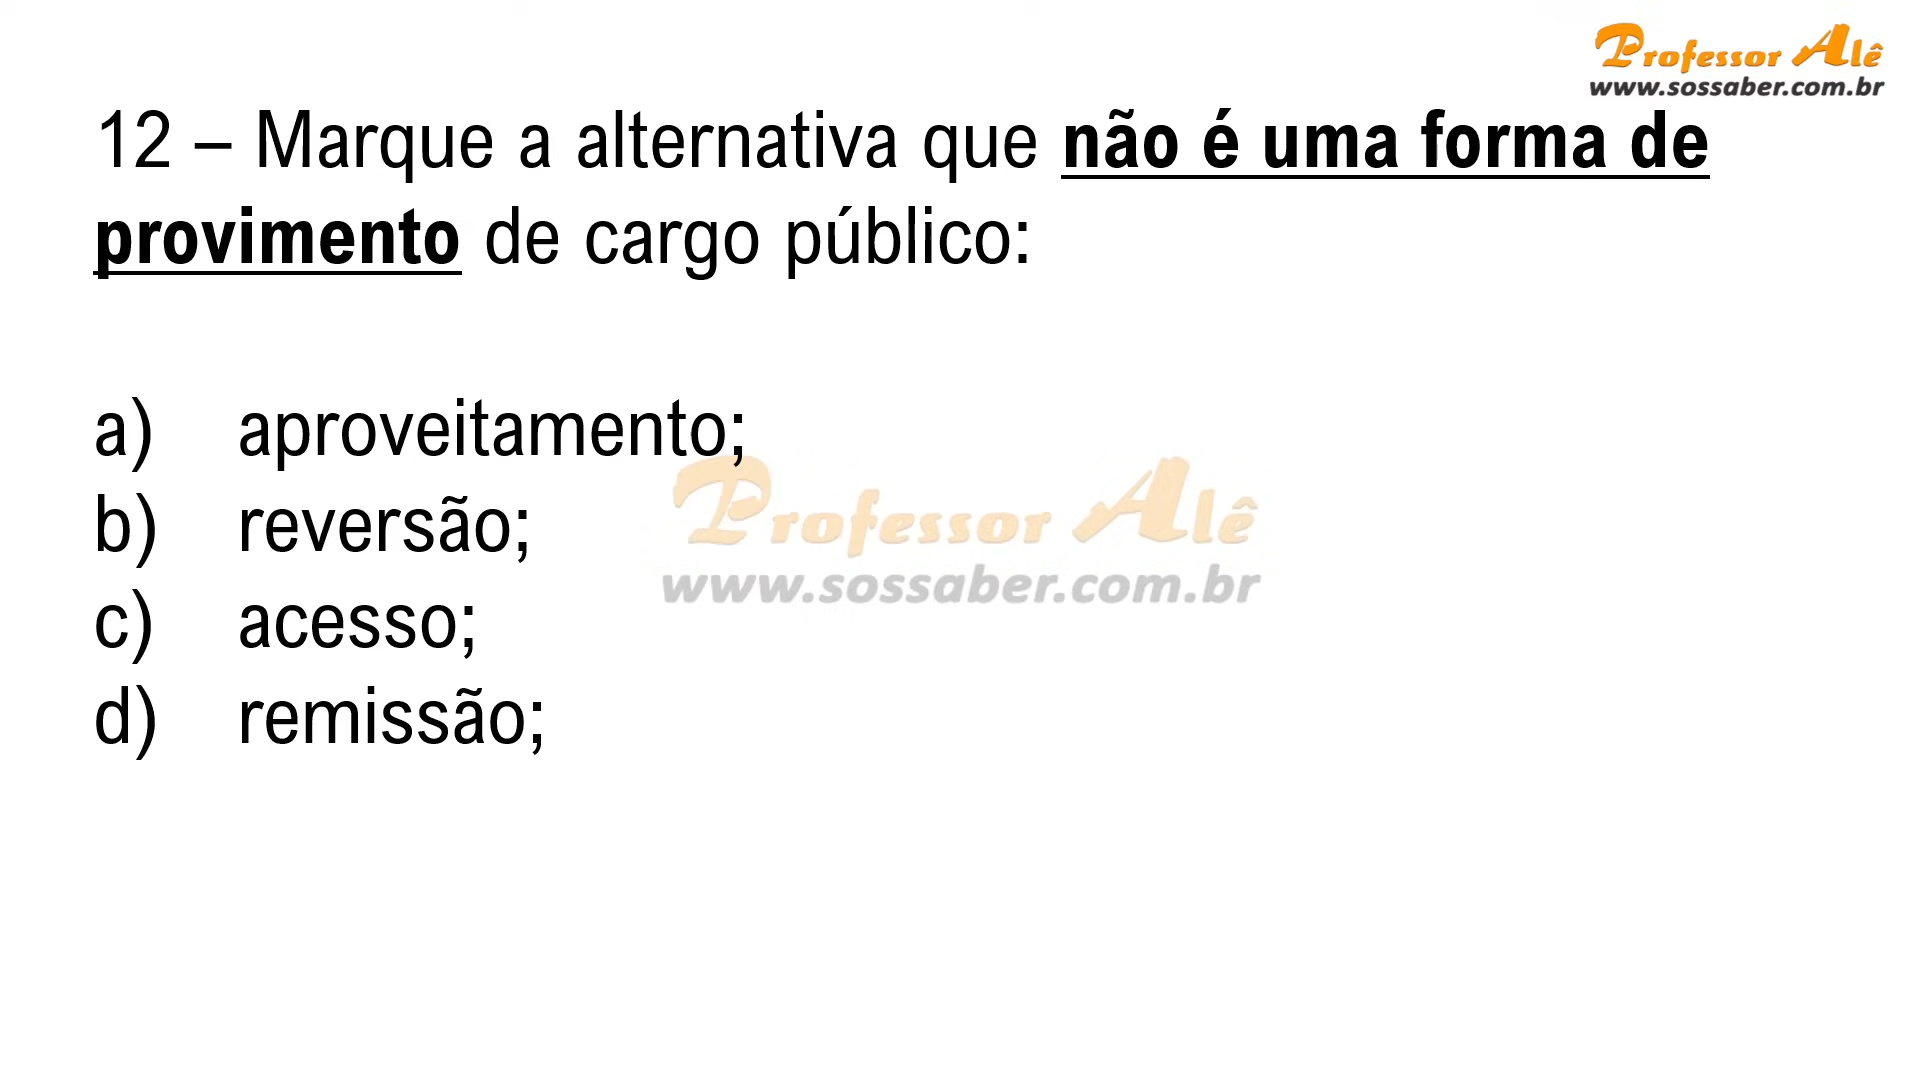 Professor Alê
www.sossaber.com.br
12 – Marque a alternativa que não é uma forma de
provimento de cargo público:
a) aproveitamento;
b) reversão;
c) acesso;
d) remissão;
Professor Alê
www.sossaber.com.br